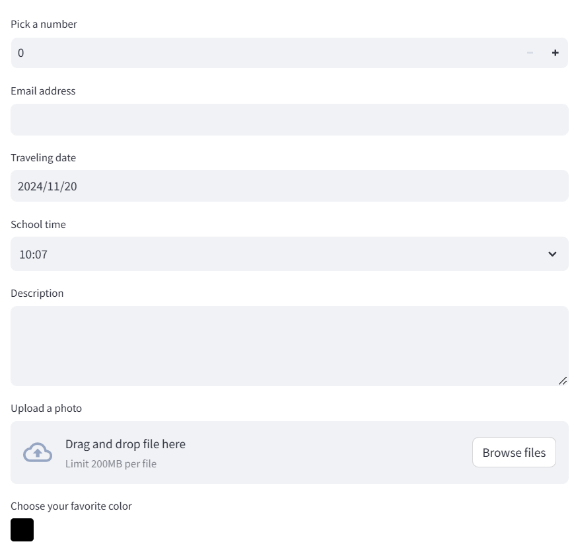 Pick a number
0
Email address
Traveling date
2024/11/20
School time
10:07
Description
Upload a photo
Drag and drop file here
Limit 200MB per file
Browse files
Choose your favorite color